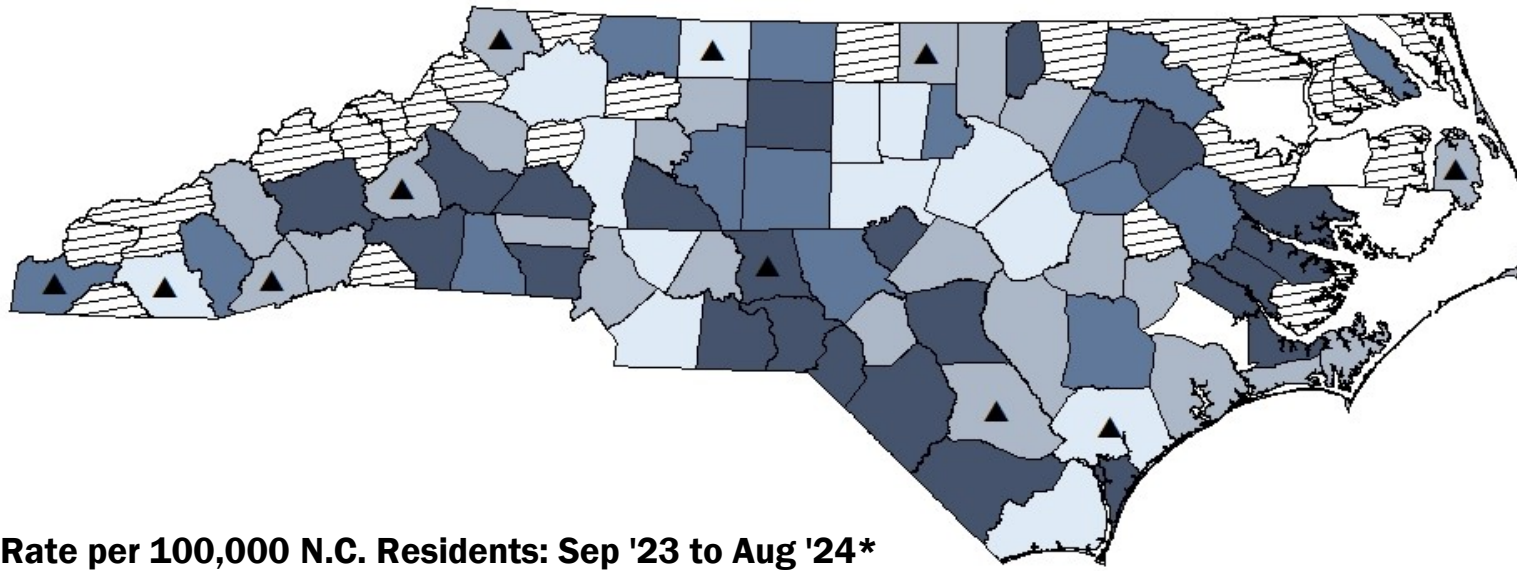 Rate per 100,000 N.C. Residents: Sep '23 to Aug '24*